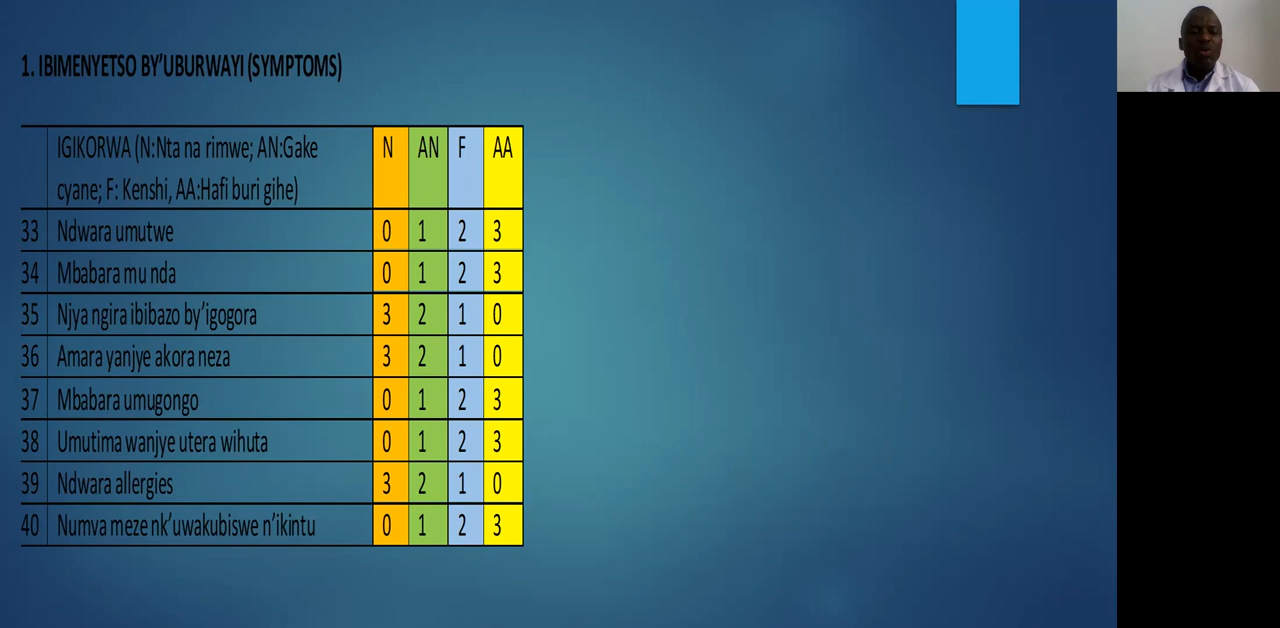 1. IBIMENYETSO BY’UBURWAYI (SYMPTOMS)
IGIKORWA (N:Nta na rimwe; AN:Gake N AN F AA
cyane; F: Kenshi, AA:Hafi buri gihe)
33 Ndwara umutwe 0 1 2 3
34 Mbabara mu nda 0 1 2 3
35 Njya ngira ibibazo by’igogora 3 2 1 0
36 Amara yanjye akora neza 3 2 1 0
37 Mbabara umugongo 0 1 2 3
38 Umutima wanjye utera wihuta 0 1 2 3
39 Ndwara allergies 3 2 1 0
40 Numva meze nk’uwakubiswe n’ikintu 0 1 2 3